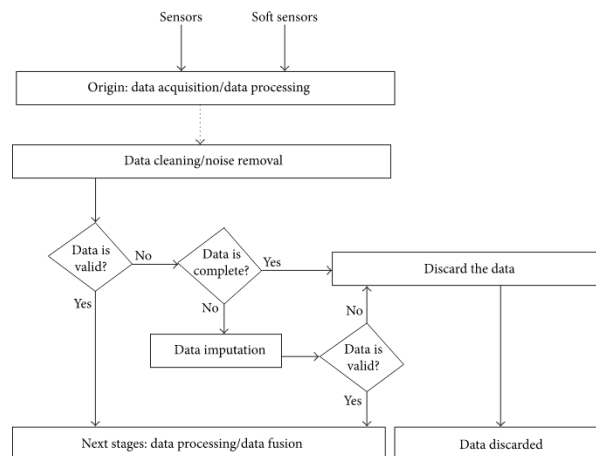 Sensors
Soft sensors
Origin: data acquisition/data processing
Data cleaning/noise removal
Data is
valid?
No
Data is
complete?
Yes
Discard the data
Yes
No
No
Data imputation
Data is
valid?
Yes
Next stages: data processing/data fusion
Data discarded